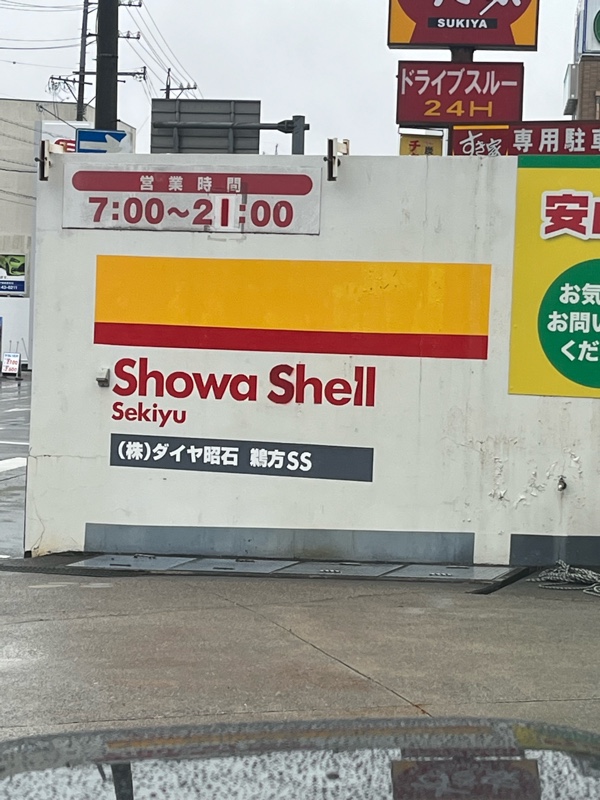 SUKIYA
ドライブスルー
24H
すき家 専用駐車
営業時間
7:00～21:00
安
お気
お問い
くだ
Showa Shell
Sekiyu
(株)ダイヤ昭石 鵜方SS